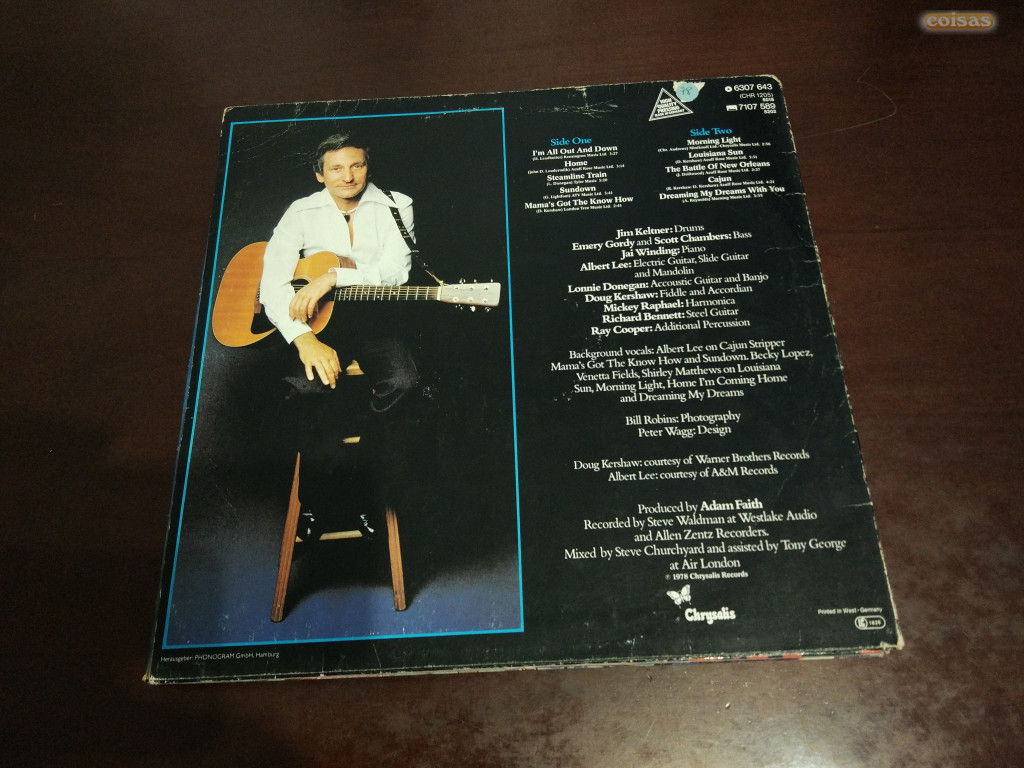 coisas
HIGH
QUALITY
PRESSING
6307 643
(CHR 1205)
7107 589
Side One
I'm All Out And Down
Home
Steamline Train
Sundown
Mama's Got The Know How
Side Two
Morning Light
Louisiana Sun
The Battle Of New Orleans
Cajun
Dreaming My Dreams With You
Jim Keltner: Drums
Emery Gordy and Scott Chambers: Bass
Jai Winding: Piano
Albert Lee: Electric Guitar, Slide Guitar
and Mandolin
Lonnie Donegan: Accoustic Guitar and Banjo
Doug Kershaw: Fiddle and Accordian
Mickey Raphael: Harmonica
Richard Bennett: Steel Guitar
Ray Cooper: Additional Percussion
Background vocals: Albert Lee on Cajun Stripper
Mama's Got The Know How and Sundown. Becky Lopez,
Venetta Fields, Shirley Matthews on Louisiana
Sun, Morning Light, Home I'm Coming Home
and Dreaming My Dreams
Bill Robins: Photography
Peter Wagg: Design
Doug Kershaw: courtesy of Warner Brothers Records
Albert Lee: courtesy of A&M Records
Produced by Adam Faith
Recorded by Steve Waldman at Westlake Audio
and Allen Zentz Recorders.
Mixed by Steve Churchyard and assisted by Tony George
at Air London
℗ 1978 Chrysalis Records
Chrysalis
Printed in West-Germany
Herausgeber: PHONOGRAM GmbH, Hamburg